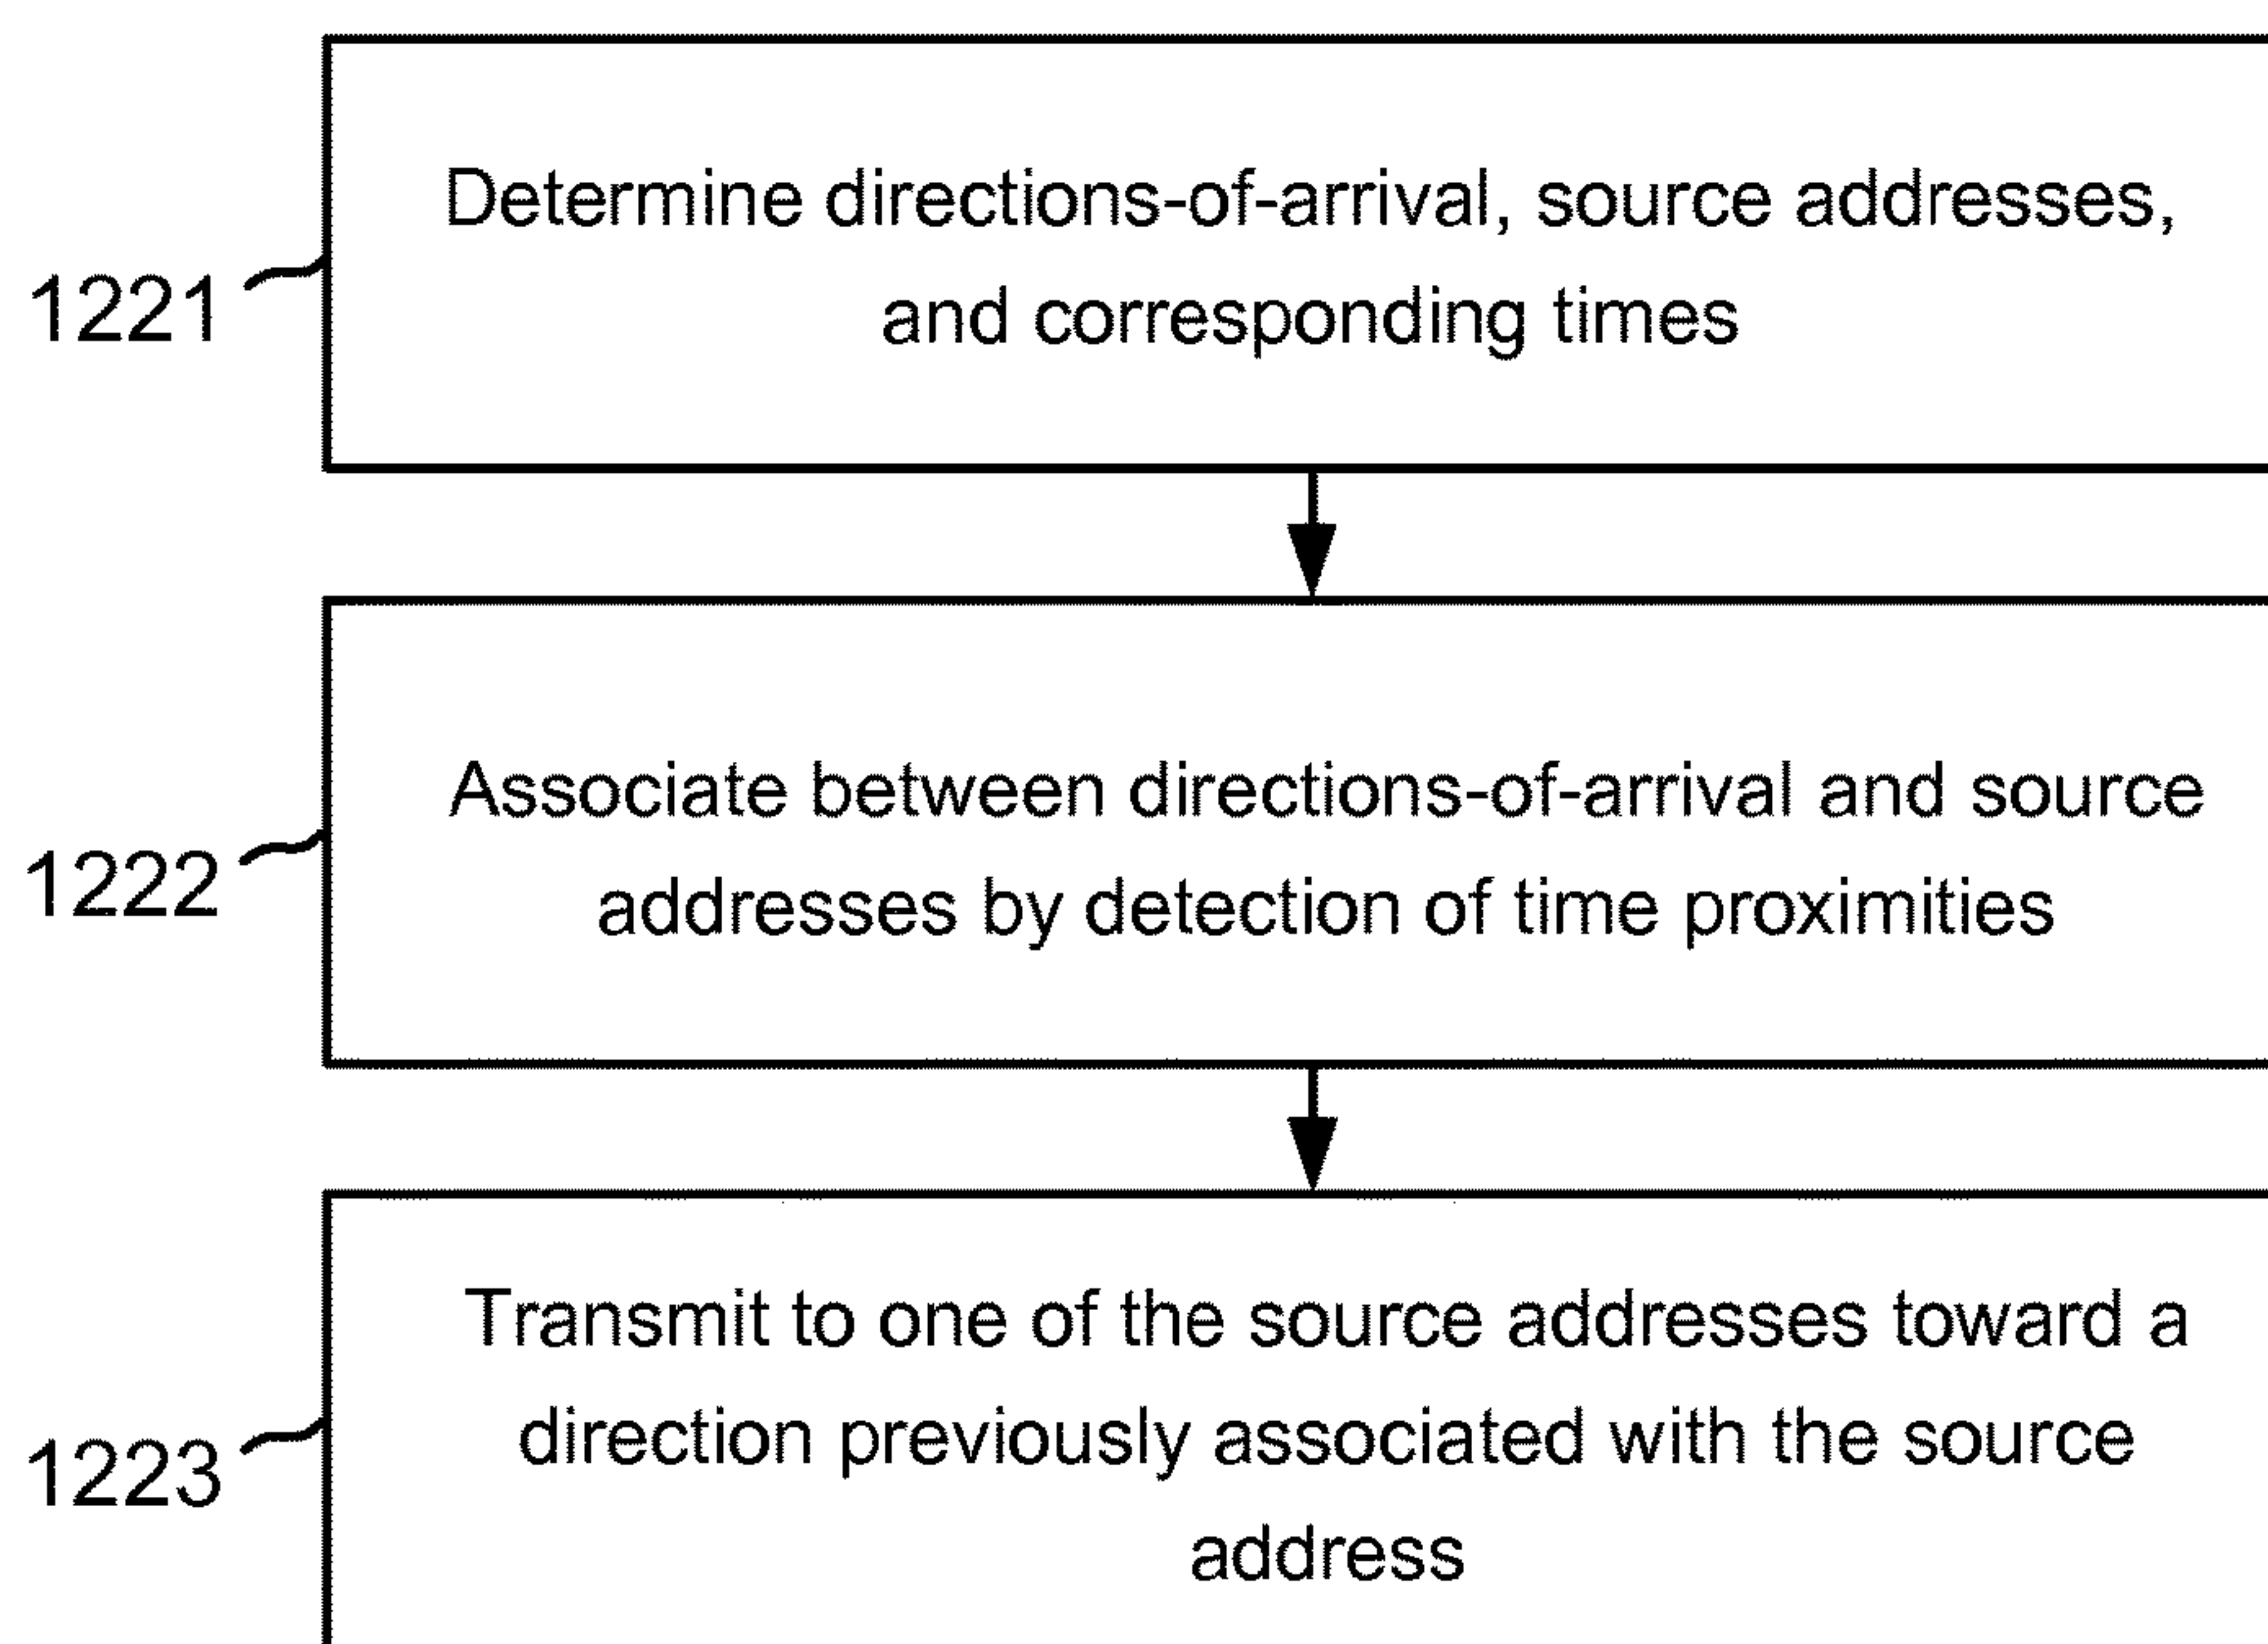 Determine directions-of-arrival, source addresses,
and corresponding times
1221
Associate between directions-of-arrival and source
addresses by detection of time proximities
1222
Transmit to one of the source addresses toward a
direction previously associated with the source
address
1223